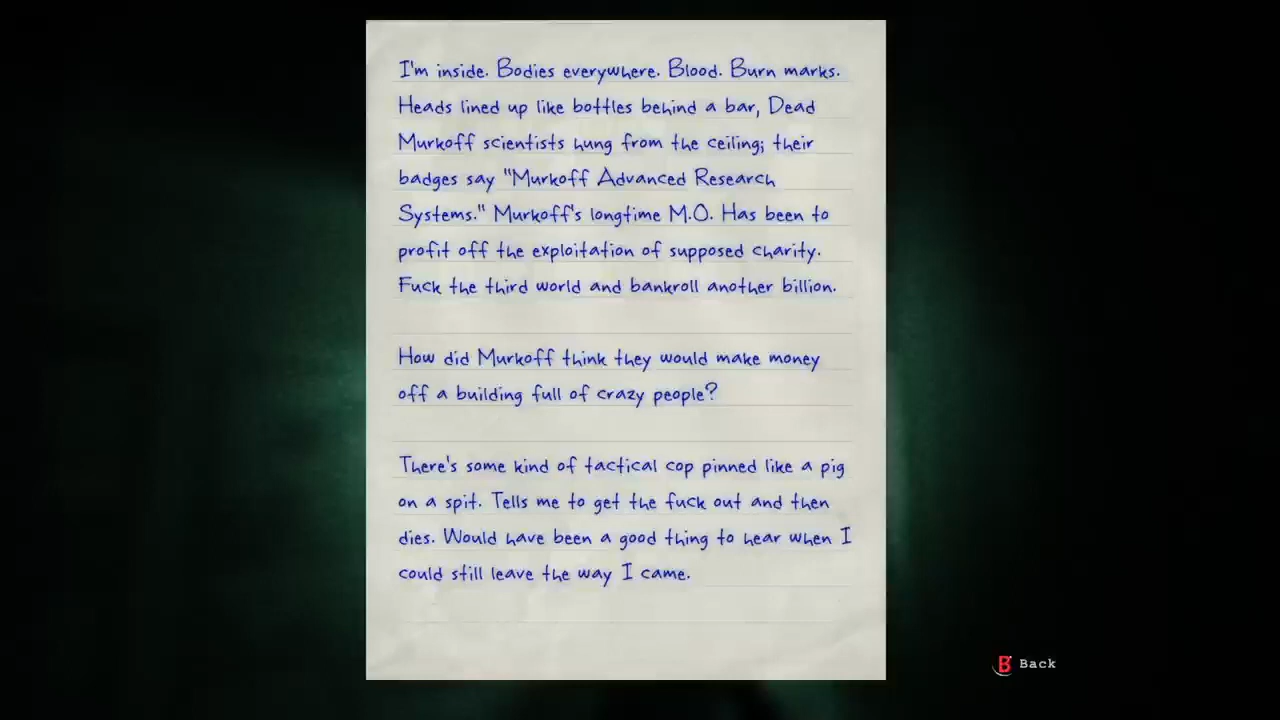 I'm inside. Bodies everywhere. Blood. Burn marks.
Heads lined up like bottles behind a bar, Dead
Murkoff scientists hung from the ceiling; their
badges say "Murkoff Advanced Research
Systems." Murkoff's longtime M.O. Has been to
profit off the exploitation of supposed charity.
Fuck the third world and bankroll another billion.
How did Murkoff think they would make money
off a building full of crazy people?
There's some kind of tactical cop pinned like a pig
on a spit. Tells me to get the fuck out and then
dies. Would have been a good thing to hear when I
could still leave the way I came.
B Back